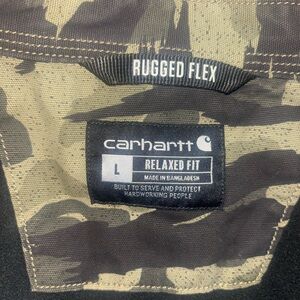 RUGGED FLEX
carhartt
L
RELAXED FIT
MADE IN BANGLADESH
BUILT TO SERVE AND PROTECT
HARDWORKING PEOPLE